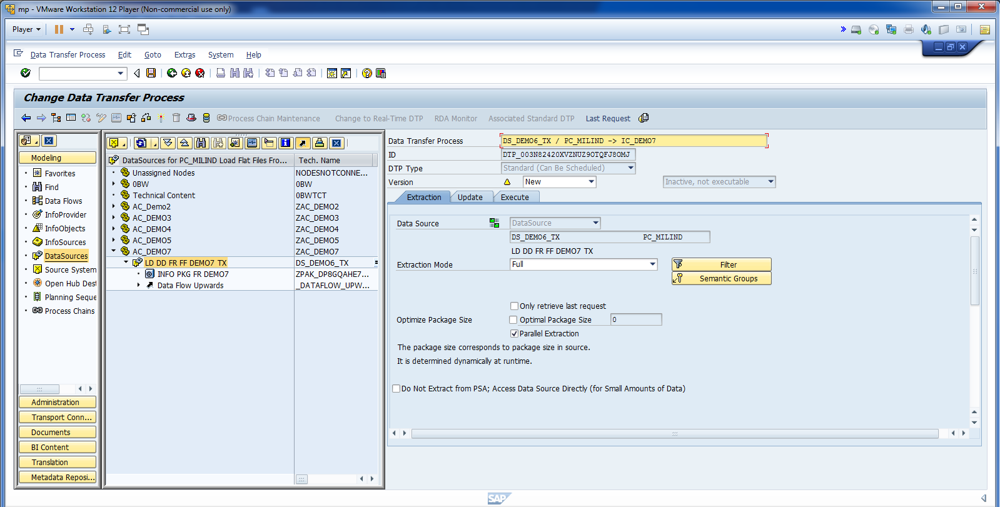 mp - VMware Workstation 12 Player (Non-commercial use only)
Player
Data Transfer Process Edit Goto Extras System Help
Change Data Transfer Process
Process Chain Maintenance Change to Real-Time DTP RDA Monitor Associated Standard DTP Last Request
Modeling
Favorites
Find
Data Flows
InfoProvider
InfoObjects
InfoSources
DataSources
Source System
Open Hub Dest
Planning Seque
Process Chains
Administration
Transport Conn...
Documents
BI Content
Translation
Metadata Reposi...
DataSources for PC_MILIND Load Flat Files Fro... Tech. Name
Unassigned Nodes NODESNOTCONNE...
0BW 0BW
Technical Content 0BWTCT
AC_Demo2 ZAC_DEMO2
AC_DEMO3 ZAC_DEMO3
AC_DEMO4 ZAC_DEMO4
AC_DEMO5 ZAC_DEMO5
AC_DEMO7 ZAC_DEMO7
LD DD FR FF DEMO7 TX DS_DEMO6_TX =
INFO PKG FR DEMO7 ZPAK_DP8GQAHE7...
Data Flow Upwards _DATAFLOW_UPW...
Data Transfer Process DS_DEMO6_TX / PC_MILIND -> IC_DEMO7
ID DTP_003N82420XVZNUZ9OTQFJ8OMJ
DTP Type Standard (Can Be Scheduled)
Version New Inactive, not executable
Extraction Update Execute
Data Source DataSource
DS_DEMO6_TX PC_MILIND
LD DD FR FF DEMO7 TX
Extraction Mode Full Filter
Semantic Groups
Only retrieve last request
Optimize Package Size Optimal Package Size 0
Parallel Extraction
The package size corresponds to package size in source.
It is determined dynamically at runtime.
Do Not Extract from PSA; Access Data Source Directly (for Small Amounts of Data)
SAP